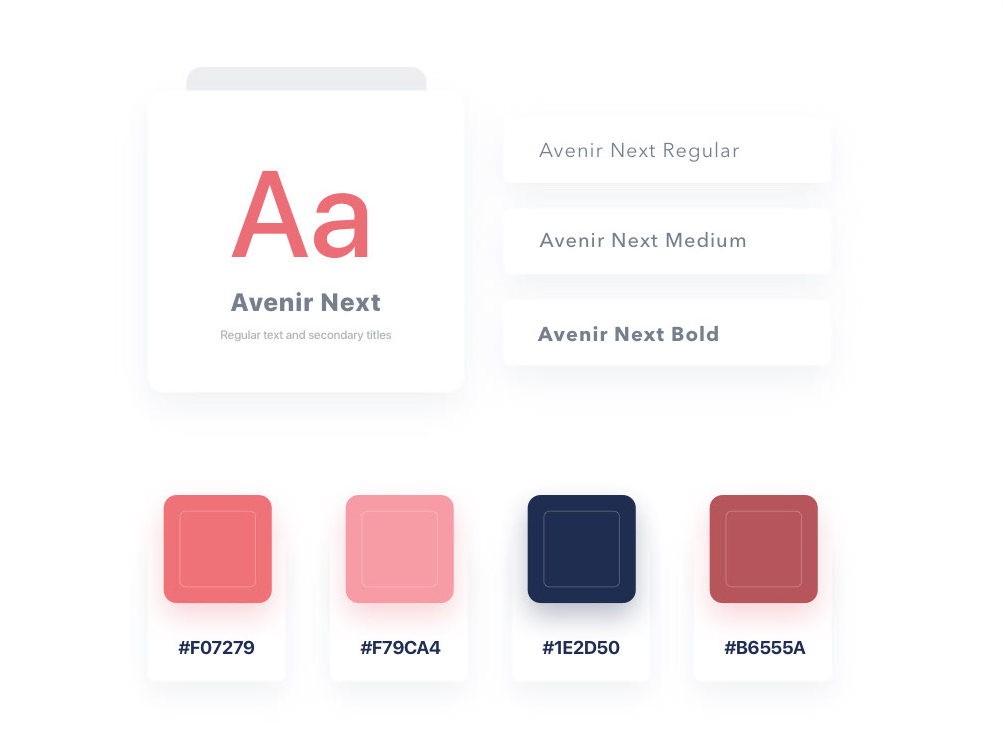 Aa
Avenir Next
Regular text and secondary titles
Avenir Next Regular
Avenir Next Medium
Avenir Next Bold
#F07279
#F79CA4
#1E2D50
#B6555A